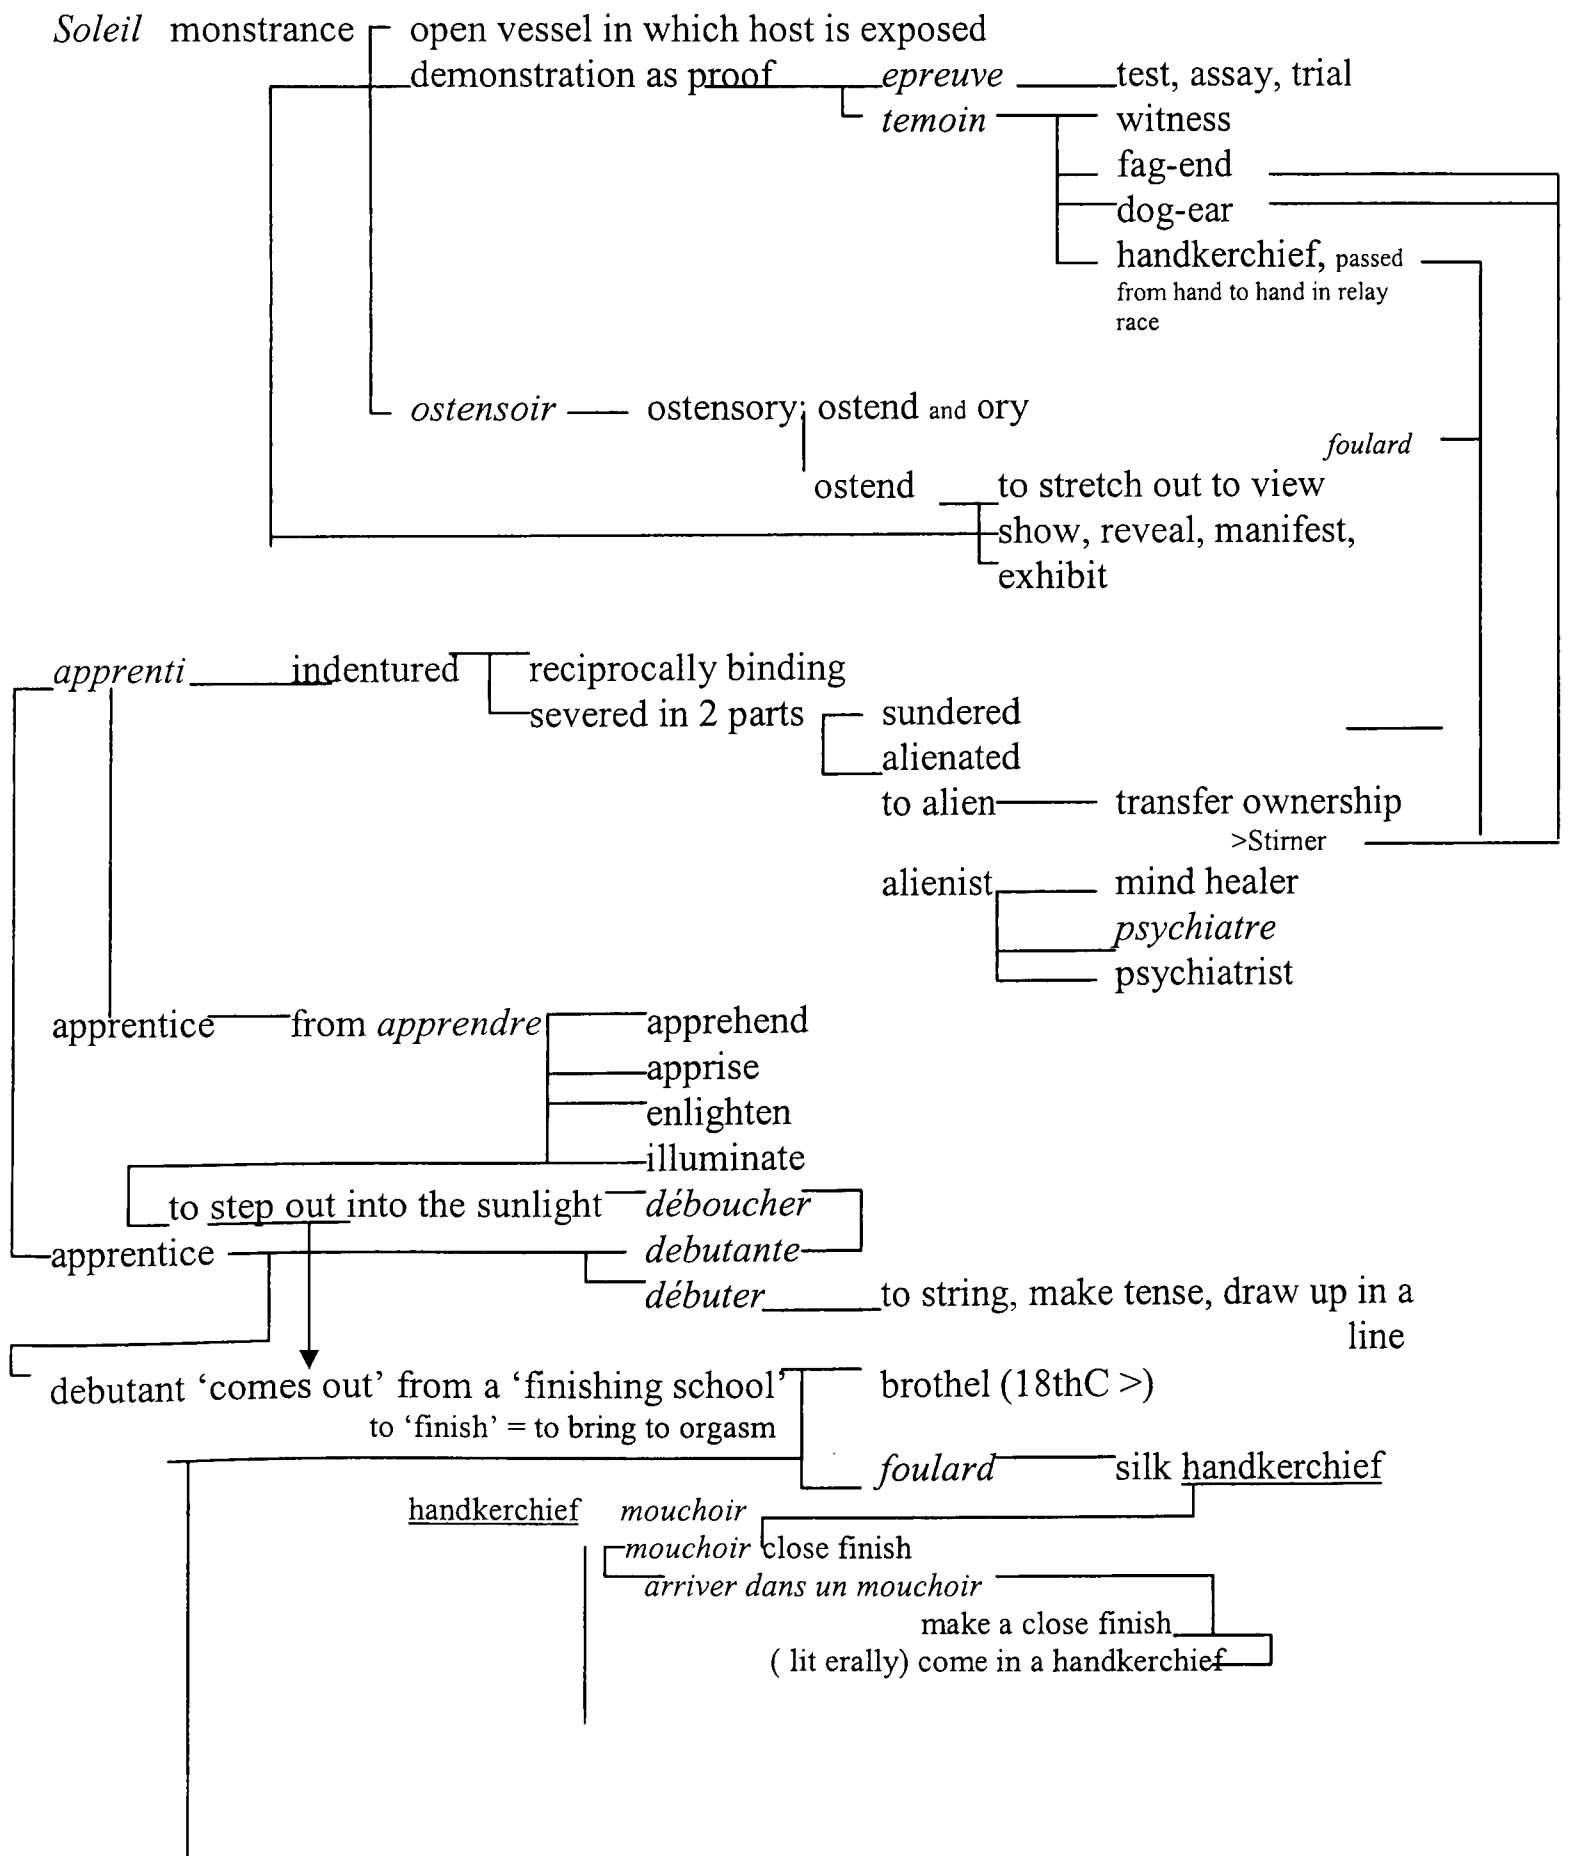 Soleil monstrance open vessel in which host is exposed
demonstration as proof epreuve test, assay, trial
temoin witness
fag-end
dog-ear
handkerchief, passed
from hand to hand in relay
race
ostensoir ostensory; ostend and ory
foulard
ostend to stretch out to view
show, reveal, manifest,
exhibit
apprenti indentured reciprocally binding
severed in 2 parts sundered
alienated
to alien transfer ownership
>Stirner
alienist mind healer
psychiatre
psychiatrist
apprentice from apprendre apprehend
apprise
enlighten
illuminate
to step out into the sunlight déboucher
apprentice debutante
débuter to string, make tense, draw up in a
line
debutant ‘comes out’ from a ‘finishing school’ brothel (18thC >)
to ‘finish’ = to bring to orgasm
foulard silk handkerchief
handkerchief mouchoir
mouchoir close finish
arriver dans un mouchoir
make a close finish
( lit erally) come in a handkerchief